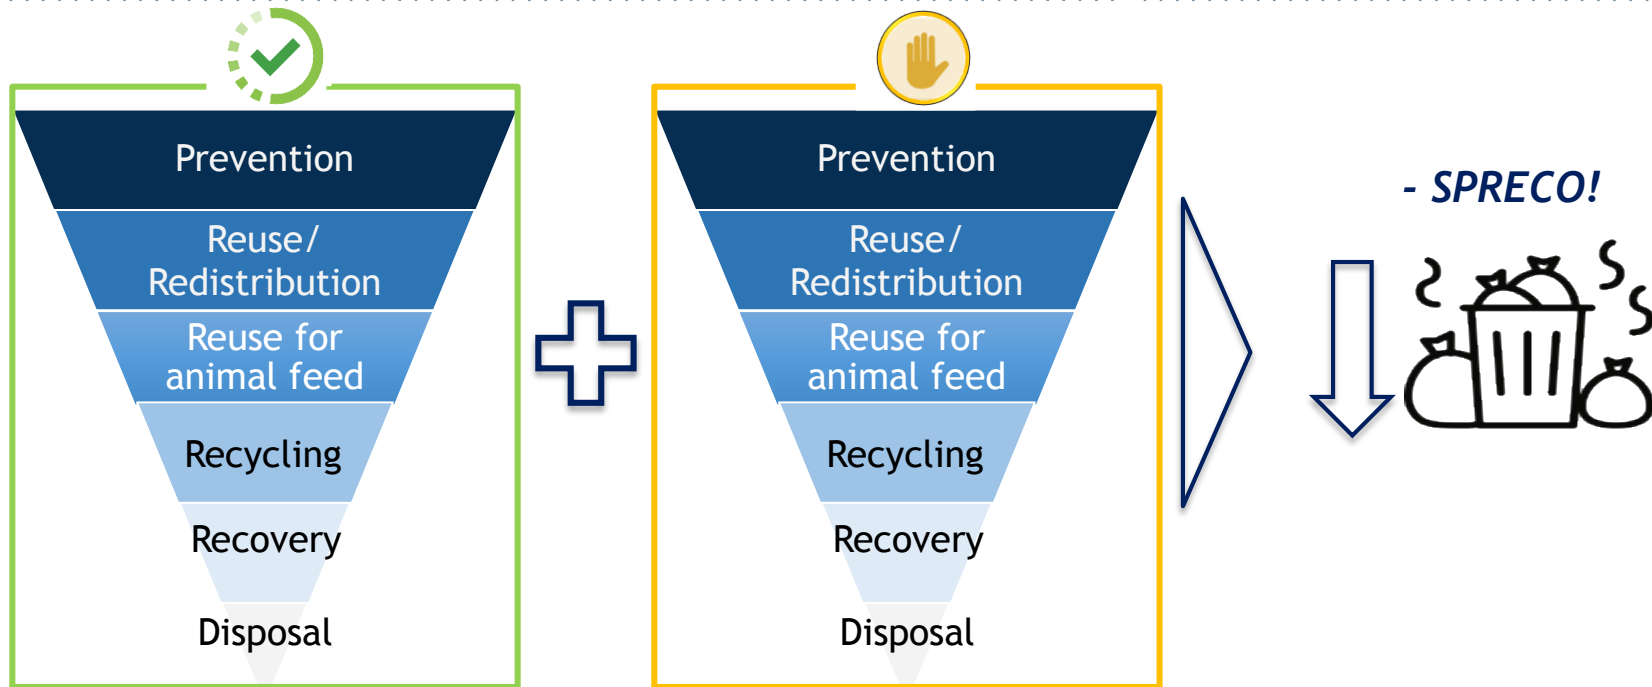 Prevention
Reuse/
Redistribution
Reuse for
animal feed
Recycling
Recovery
Disposal
Prevention
Reuse/
Redistribution
Reuse for
animal feed
Recycling
Recovery
Disposal
- SPRECO!